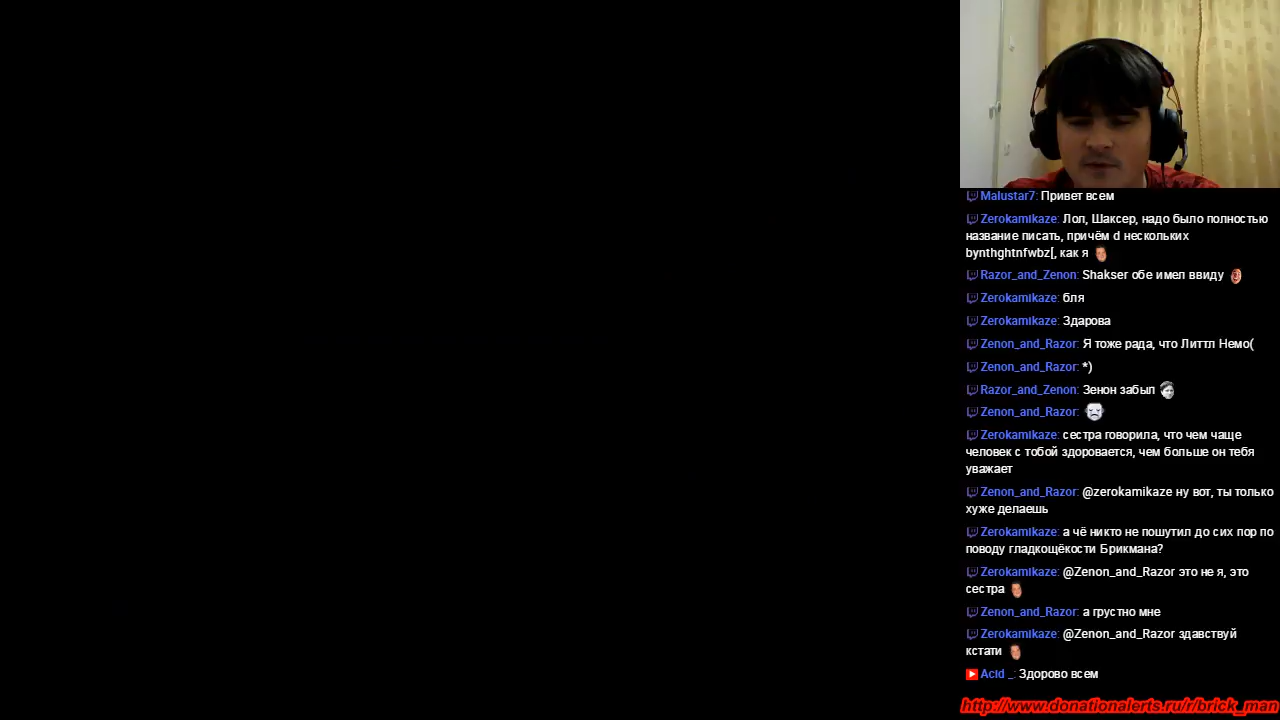 Malustar7: Привет всем
Zerokamikaze: Лол, Шаксер, надо было полностью
название писать, причём d нескольких
bynthghtnfwbz[, как я
Razor_and_Zenon: Shakser обе имел ввиду
Zerokamikaze: бля
Zerokamikaze: Здарова
Zenon_and_Razor: Я тоже рада, что Литтл Немо(
Zenon_and_Razor: *)
Razor_and_Zenon: Зенон забыл
Zenon_and_Razor:
Zerokamikaze: сестра говорила, что чем чаще
человек с тобой здоровается, чем больше он тебя
уважает
Zenon_and_Razor: @zerokamikaze ну вот, ты только
хуже делаешь
Zerokamikaze: а чё никто не пошутил до сих пор по
поводу гладкощёкости Брикмана?
Zerokamikaze: @Zenon_and_Razor это не я, это
сестра
Zenon_and_Razor: а грустно мне
Zerokamikaze: @Zenon_and_Razor здавствуй
кстати
Acid _: Здорово всем
http://www.donationalerts.ru/r/brick_man